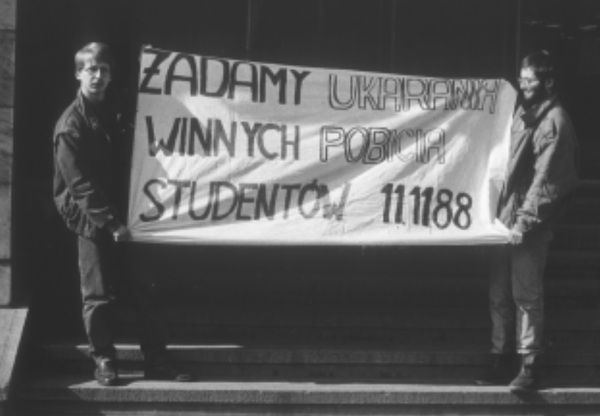 ŻĄDAMY UKARANIA
WINNYCH POBICIA
STUDENTÓW 11.11 88